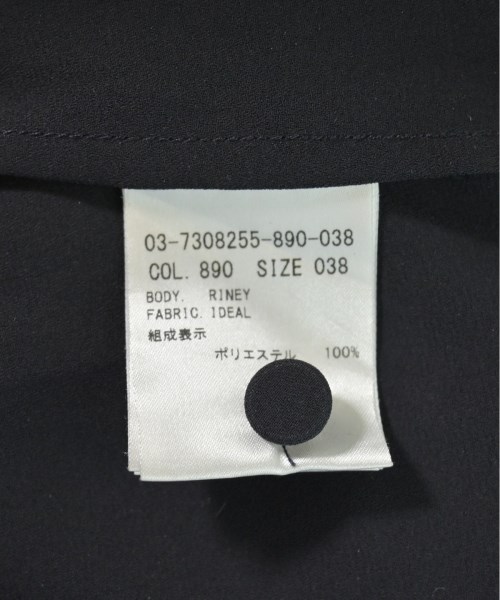 03-7308255-890-038
COL. 890 SIZE 038
BODY. RINEY
FABRIC. IDEAL
組成表示
ポリエステル 100%